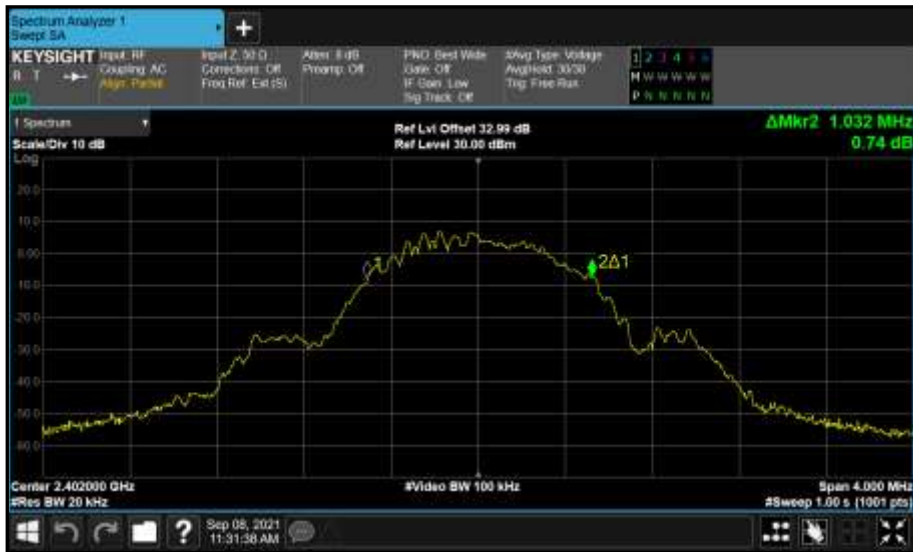 Spectrum Analyzer 1
Swept SA
+
KEYSIGHT
R T
Input: RF
Coupling: AC
Align: Partial
Input Z: 50 Ω
Corrections: Off
Freq Ref: Ext (S)
Atten: 8 dB
Preamp: Off
PNO: Best Wide
Gate: Off
IF Gain: Low
Sig Track: Off
#Avg Type: Voltage
Avg|Hold: 30/30
Trig: Free Run
1 2 3 4 5 6
M W W W W W
P N N N N N
1 Spectrum
Scale/Div 10 dB
Ref Lvl Offset 32.99 dB
Ref Level 30.00 dBm
ΔMkr2 1.032 MHz
0.74 dB
Log
20.0
10.0
0.00
-10.0
-20.0
-30.0
-40.0
-50.0
-60.0
2Δ1
Center 2.402000 GHz
#Res BW 20 kHz
#Video BW 100 kHz
Span 4.000 MHz
#Sweep 1.00 s (1001 pts)
?
Sep 08, 2021
11:31:38 AM